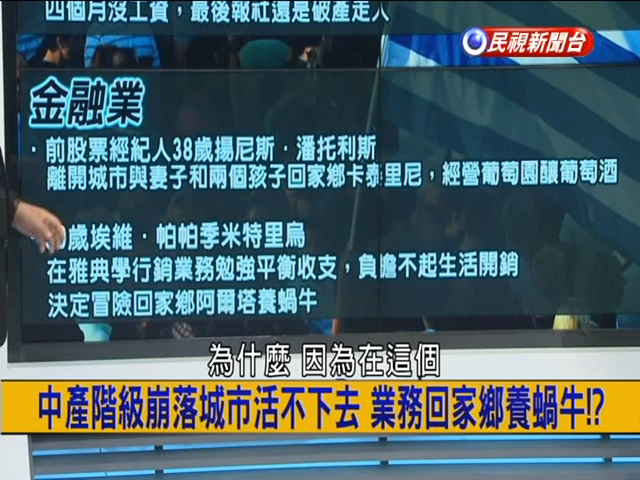 四個月沒工資，最後報社還是破產走人
民視新聞台
金融業
·前股票經紀人38歲揚尼斯·潘托利斯
離開城市與妻子和兩個孩子回家鄉卡泰里尼，經營葡萄園釀葡萄酒
歲埃維·帕帕季米特里烏
在雅典學行銷業務勉強平衡收支，負擔不起生活開銷
決定冒險回家鄉阿爾塔養蝸牛
為什麼 因為在這個
中產階級崩落城市活不下去 業務回家鄉養蝸牛!?